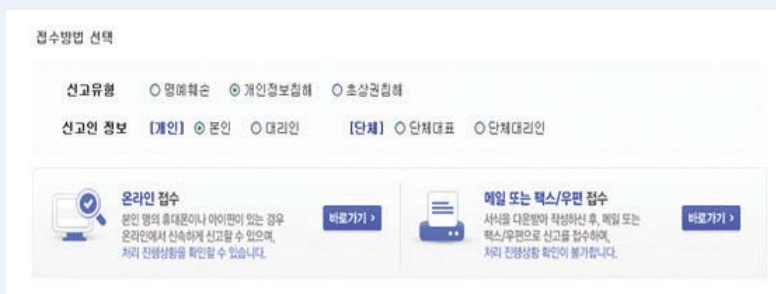 접수방법 선택
신고유형 명예훼손 개인정보침해 초상권침해
신고인 정보 [개인] 본인 대리인 [단체] 단체대표 단체대리인
온라인 접수
본인 명의 휴대폰이나 아이핀이 있는 경우
온라인에서 신속하게 신고할 수 있으며,
처리 진행상황을 확인할 수 있습니다.
바로가기 >
메일 또는 팩스/우편 접수
서식을 다운받아 작성하신 후, 메일 또는
팩스/우편으로 신고를 접수하며,
처리 진행상황 확인이 불가합니다.
바로가기 >